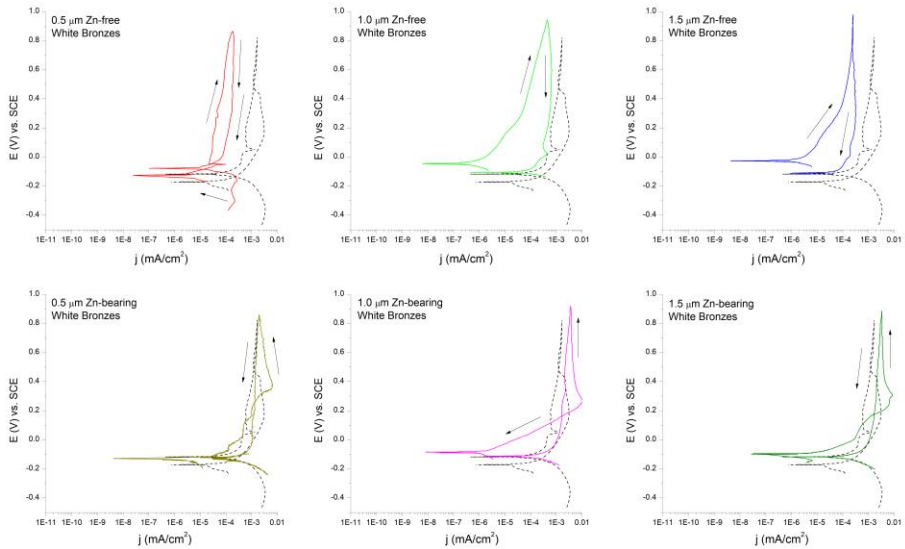 0.5 μm Zn-free
White Bronzes
1.0
0.8
0.6
0.4
0.2
0.0
-0.2
-0.4
E (V) vs. SCE
1E-11 1E-10 1E-9 1E-8 1E-7 1E-6 1E-5 1E-4 1E-3 0.01
j (mA/cm²)
1.0 μm Zn-free
White Bronzes
1.0
0.8
0.6
0.4
0.2
0.0
-0.2
-0.4
E (V) vs. SCE
1E-11 1E-10 1E-9 1E-8 1E-7 1E-6 1E-5 1E-4 1E-3 0.01
j (mA/cm²)
1.5 μm Zn-free
White Bronzes
1.0
0.8
0.6
0.4
0.2
0.0
-0.2
-0.4
E (V) vs. SCE
1E-11 1E-10 1E-9 1E-8 1E-7 1E-6 1E-5 1E-4 1E-3 0.01
j (mA/cm²)
0.5 μm Zn-bearing
White Bronzes
1.0
0.8
0.6
0.4
0.2
0.0
-0.2
-0.4
E (V) vs. SCE
1E-11 1E-10 1E-9 1E-8 1E-7 1E-6 1E-5 1E-4 1E-3 0.01
j (mA/cm²)
1.0 μm Zn-bearing
White Bronzes
1.0
0.8
0.6
0.4
0.2
0.0
-0.2
-0.4
E (V) vs. SCE
1E-11 1E-10 1E-9 1E-8 1E-7 1E-6 1E-5 1E-4 1E-3 0.01
j (mA/cm²)
1.5 μm Zn-bearing
White Bronzes
1.0
0.8
0.6
0.4
0.2
0.0
-0.2
-0.4
E (V) vs. SCE
1E-11 1E-10 1E-9 1E-8 1E-7 1E-6 1E-5 1E-4 1E-3 0.01
j (mA/cm²)